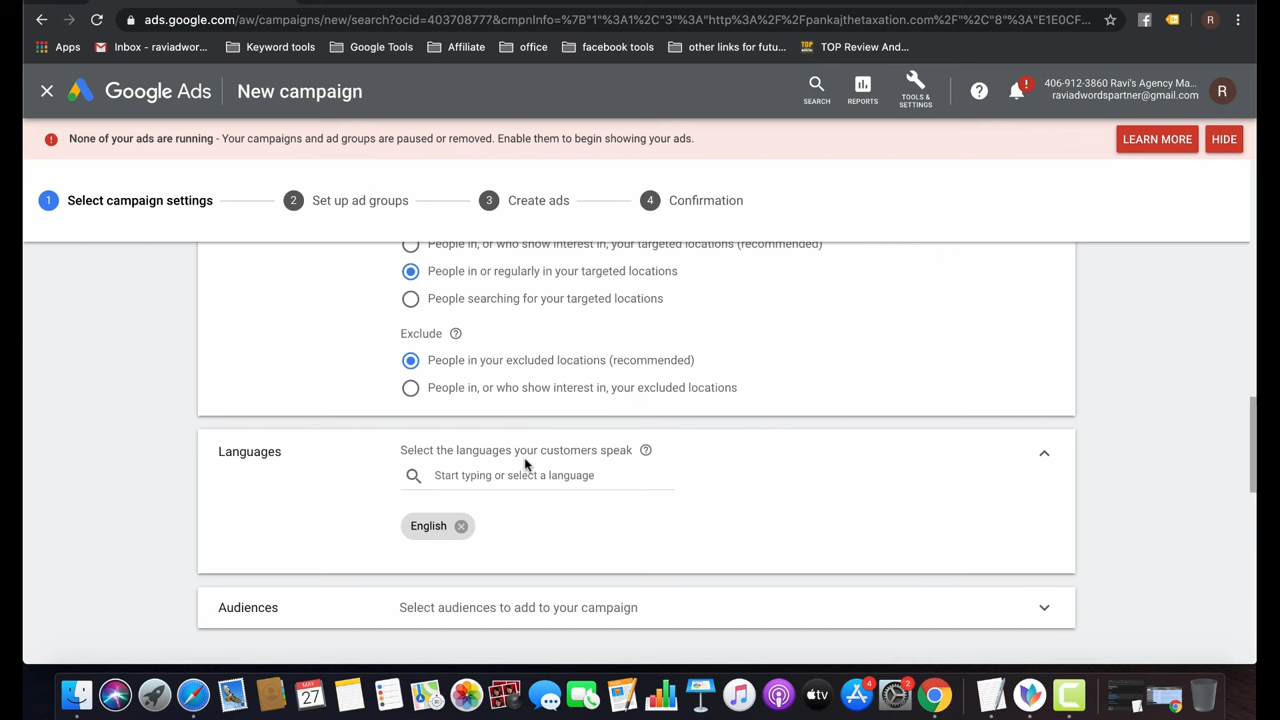 ads.google.com/aw/campaigns/new/search?ocid=403708777&cmpnInfo=%7B"1"%3A1%2C"3"%3A"http%3A%2F%2Fpankajthetaxation.com%2F"%2C"8"%3A"E1E0CF...
R
Apps
Inbox - raviadwor...
Keyword tools
Google Tools
Affiliate
office
facebook tools
other links for futu...
TOP Review And...
Google Ads
New campaign
SEARCH
REPORTS
TOOLS &
SETTINGS
406-912-3860 Ravi's Agency Ma...
raviadwordspartner@gmail.com
R
None of your ads are running - Your campaigns and ad groups are paused or removed. Enable them to begin showing your ads.
LEARN MORE
HIDE
1 Select campaign settings
2 Set up ad groups
3 Create ads
4 Confirmation
People in, or who show interest in, your targeted locations (recommended)
People in or regularly in your targeted locations
People searching for your targeted locations
Exclude
People in your excluded locations (recommended)
People in, or who show interest in, your excluded locations
Languages
Select the languages your customers speak
Start typing or select a language
English
Audiences
Select audiences to add to your campaign
MAY
27
tv
4
2